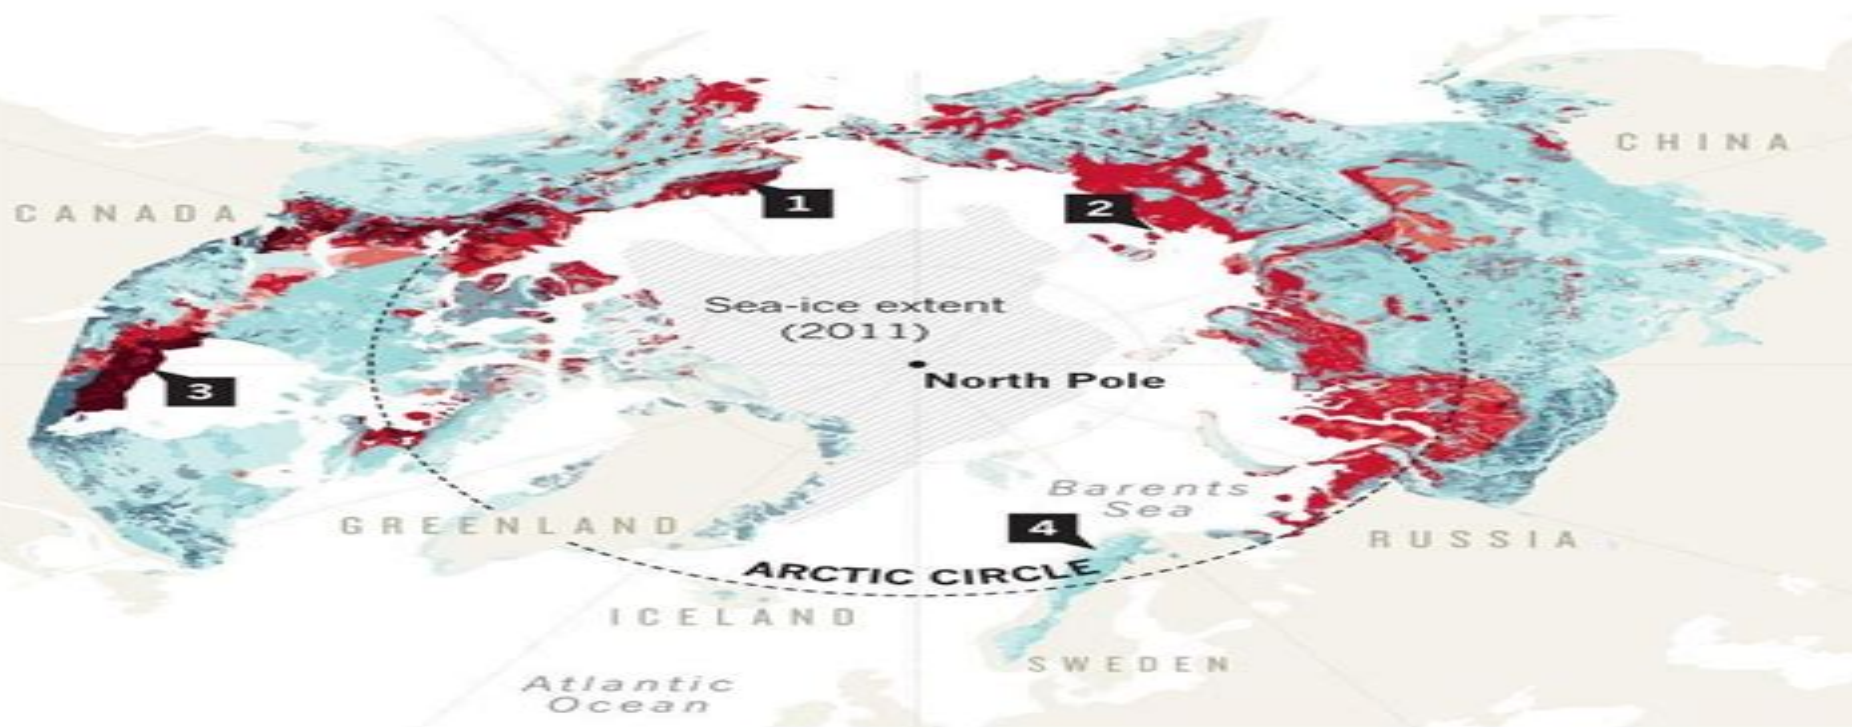 CHINA
1
2
CANADA
Sea-ice extent
(2011)
North Pole
3
Barents
Sea
4
GREENLAND
RUSSIA
ARCTIC CIRCLE
ICELAND
SWEDEN
Atlantic
Ocean